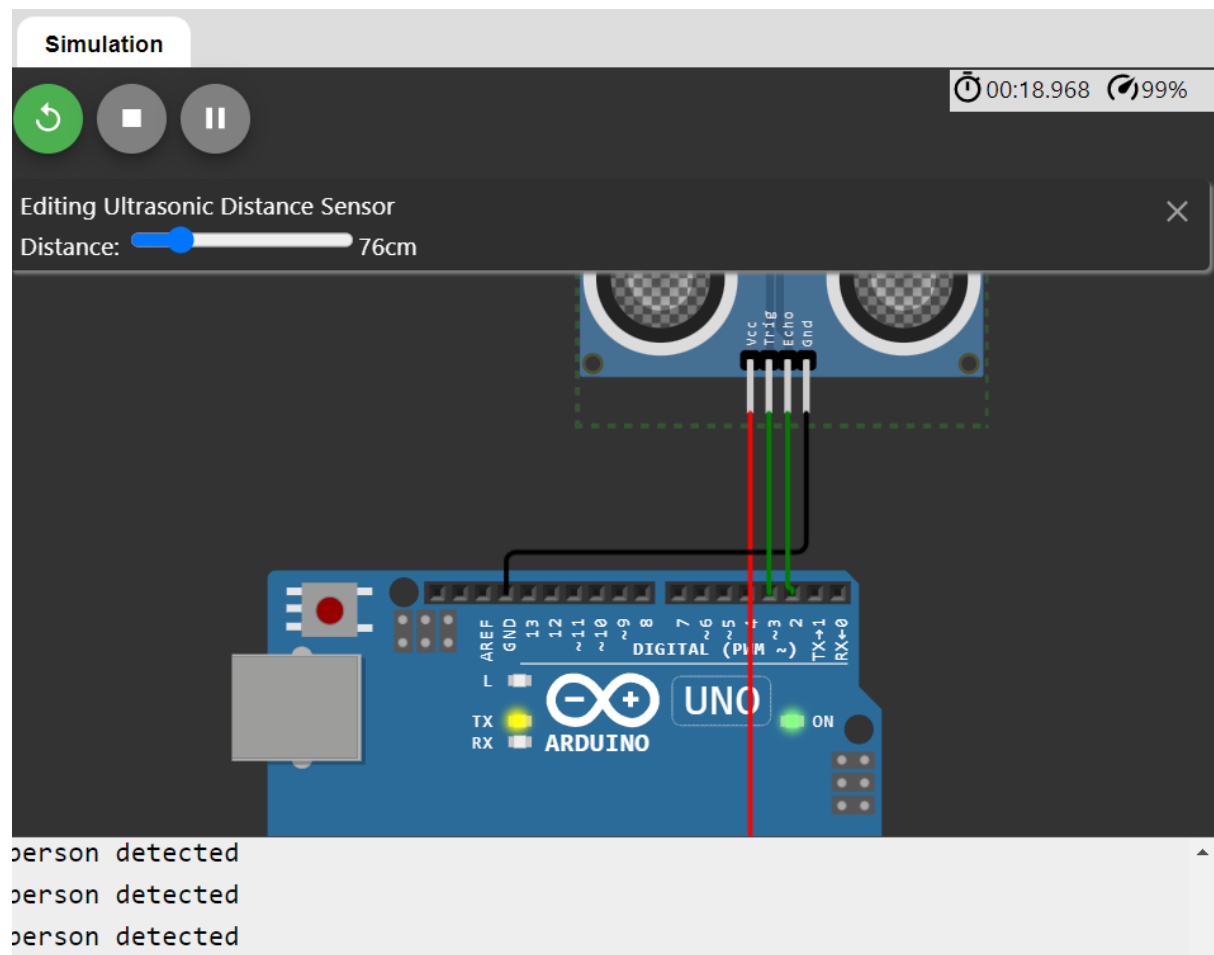 Simulation
00:18.968 99%
Editing Ultrasonic Distance Sensor
Distance: 76cm
Vcc
Trig
Echo
Gnd
AREF
GND
13
12
~11
~10
~9
8
7
~6
~5
4
~3
2
TX→1
RX←0
DIGITAL (PWM ~)
L
TX
RX
ARDUINO
UNO
ON
person detected
person detected
person detected